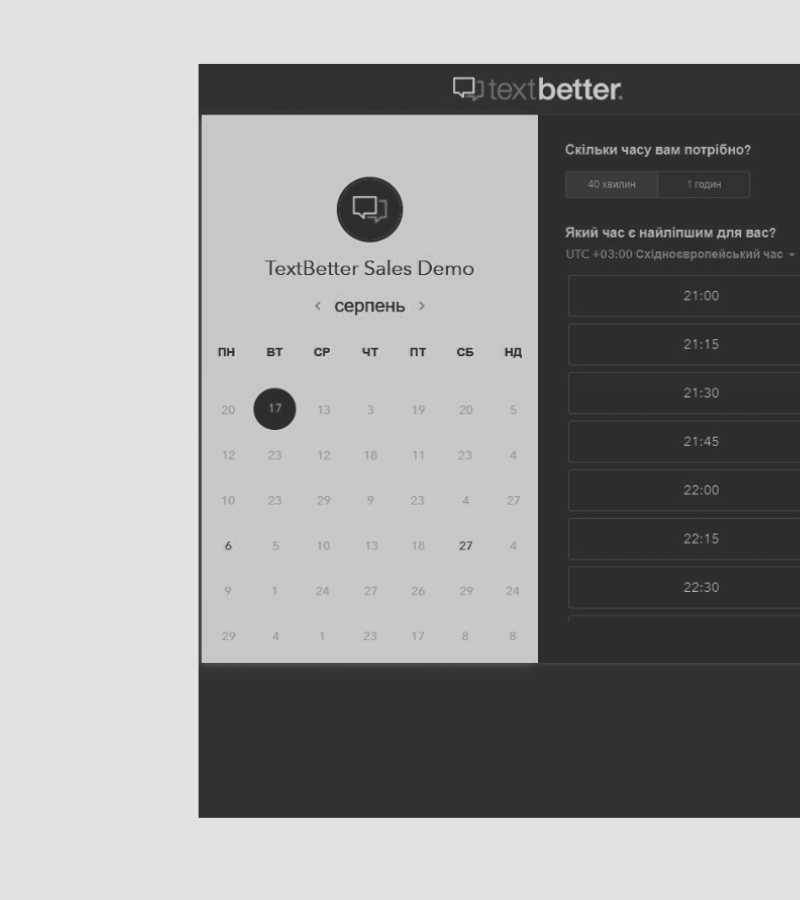 textbetter.
TextBetter Sales Demo
< серпень >
ПН ВТ СР ЧТ ПТ СБ НД
20 17 13 3 19 20 5
12 23 12 18 11 23 4
10 23 29 9 23 4 27
6 5 10 13 18 27 4
9 1 24 27 26 29 24
29 4 1 23 17 8 8
Скільки часу вам потрібно?
40 хвилин 1 годин
Який час є найліпшим для вас?
UTC +03:00 Східноєвропейський час
21:00
21:15
21:30
21:45
22:00
22:15
22:30